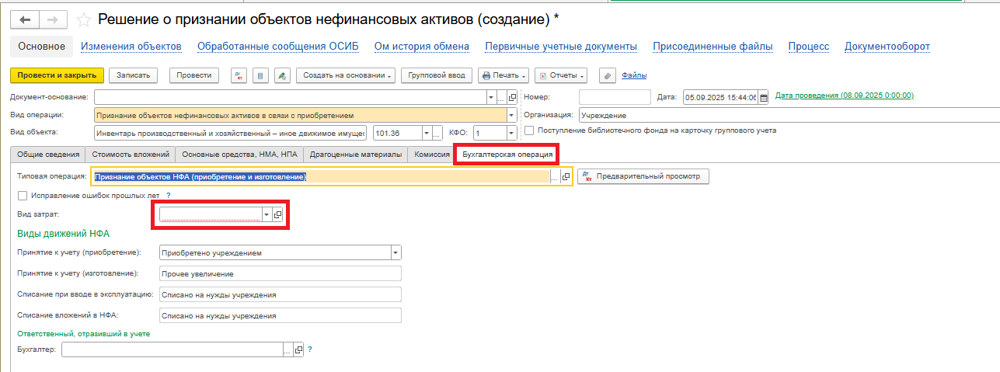 Решение о признании объектов нефинансовых активов (создание) *
Основное Изменения объектов Обработанные сообщения ОСИБ Ом история обмена Первичные учетные документы Присоединенные файлы Процесс Документооборот
Провести и закрыть Записать Провести Дт Кт Создать на основании Групповой ввод Печать Отчеты Файлы
Документ-основание: ... Номер: Дата: 05.09.2025 15:44:06 Дата проведения (08.09.2025 0:00:00)
Вид операции: Признание объектов нефинансовых активов в связи с приобретением Организация: Учреждение
Вид объекта: Инвентарь производственный и хозяйственный – иное движимое имущес 101.36 ... КФО: 1 Поступление библиотечного фонда на карточку группового учета
Общие сведения Стоимость вложений Основные средства, НМА, НПА Драгоценные материалы Комиссия Бухгалтерская операция
Типовая операция: Признание объектов НФА (приобретение и изготовление) ... Дт Кт Предварительный просмотр
Исправление ошибок прошлых лет ?
Вид затрат:
Виды движений НФА
Принятие к учету (приобретение): Приобретено учреждением
Принятие к учету (изготовление): Прочее увеличение
Списание при вводе в эксплуатацию: Списано на нужды учреждения
Списание вложений в НФА: Списано на нужды учреждения
Ответственный, отразивший в учете
Бухгалтер: ... ?